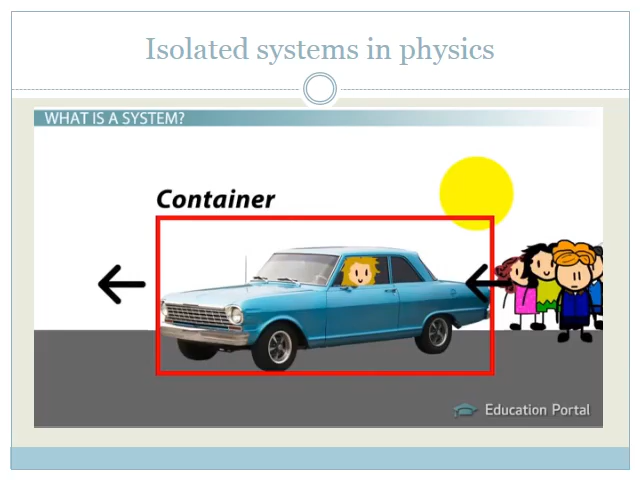 Isolated systems in physics
WHAT IS A SYSTEM?
Container
Education Portal